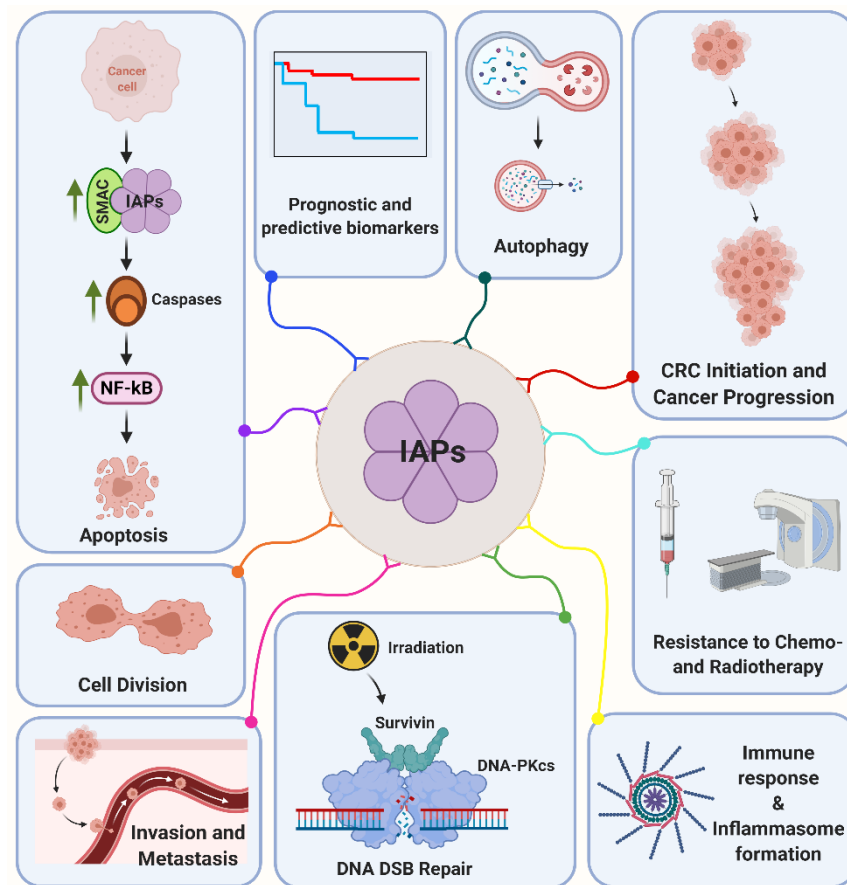 Cancer
cell
SMAC
IAPs
Caspases
NF-kB
Apoptosis
Prognostic and
predictive biomarkers
Autophagy
CRC Initiation and
Cancer Progression
IAPs
Resistance to Chemo-
and Radiotherapy
Cell Division
Invasion and
Metastasis
Irradiation
Survivin
DNA-PKcs
DNA DSB Repair
Immune
response
&
Inflammasome
formation